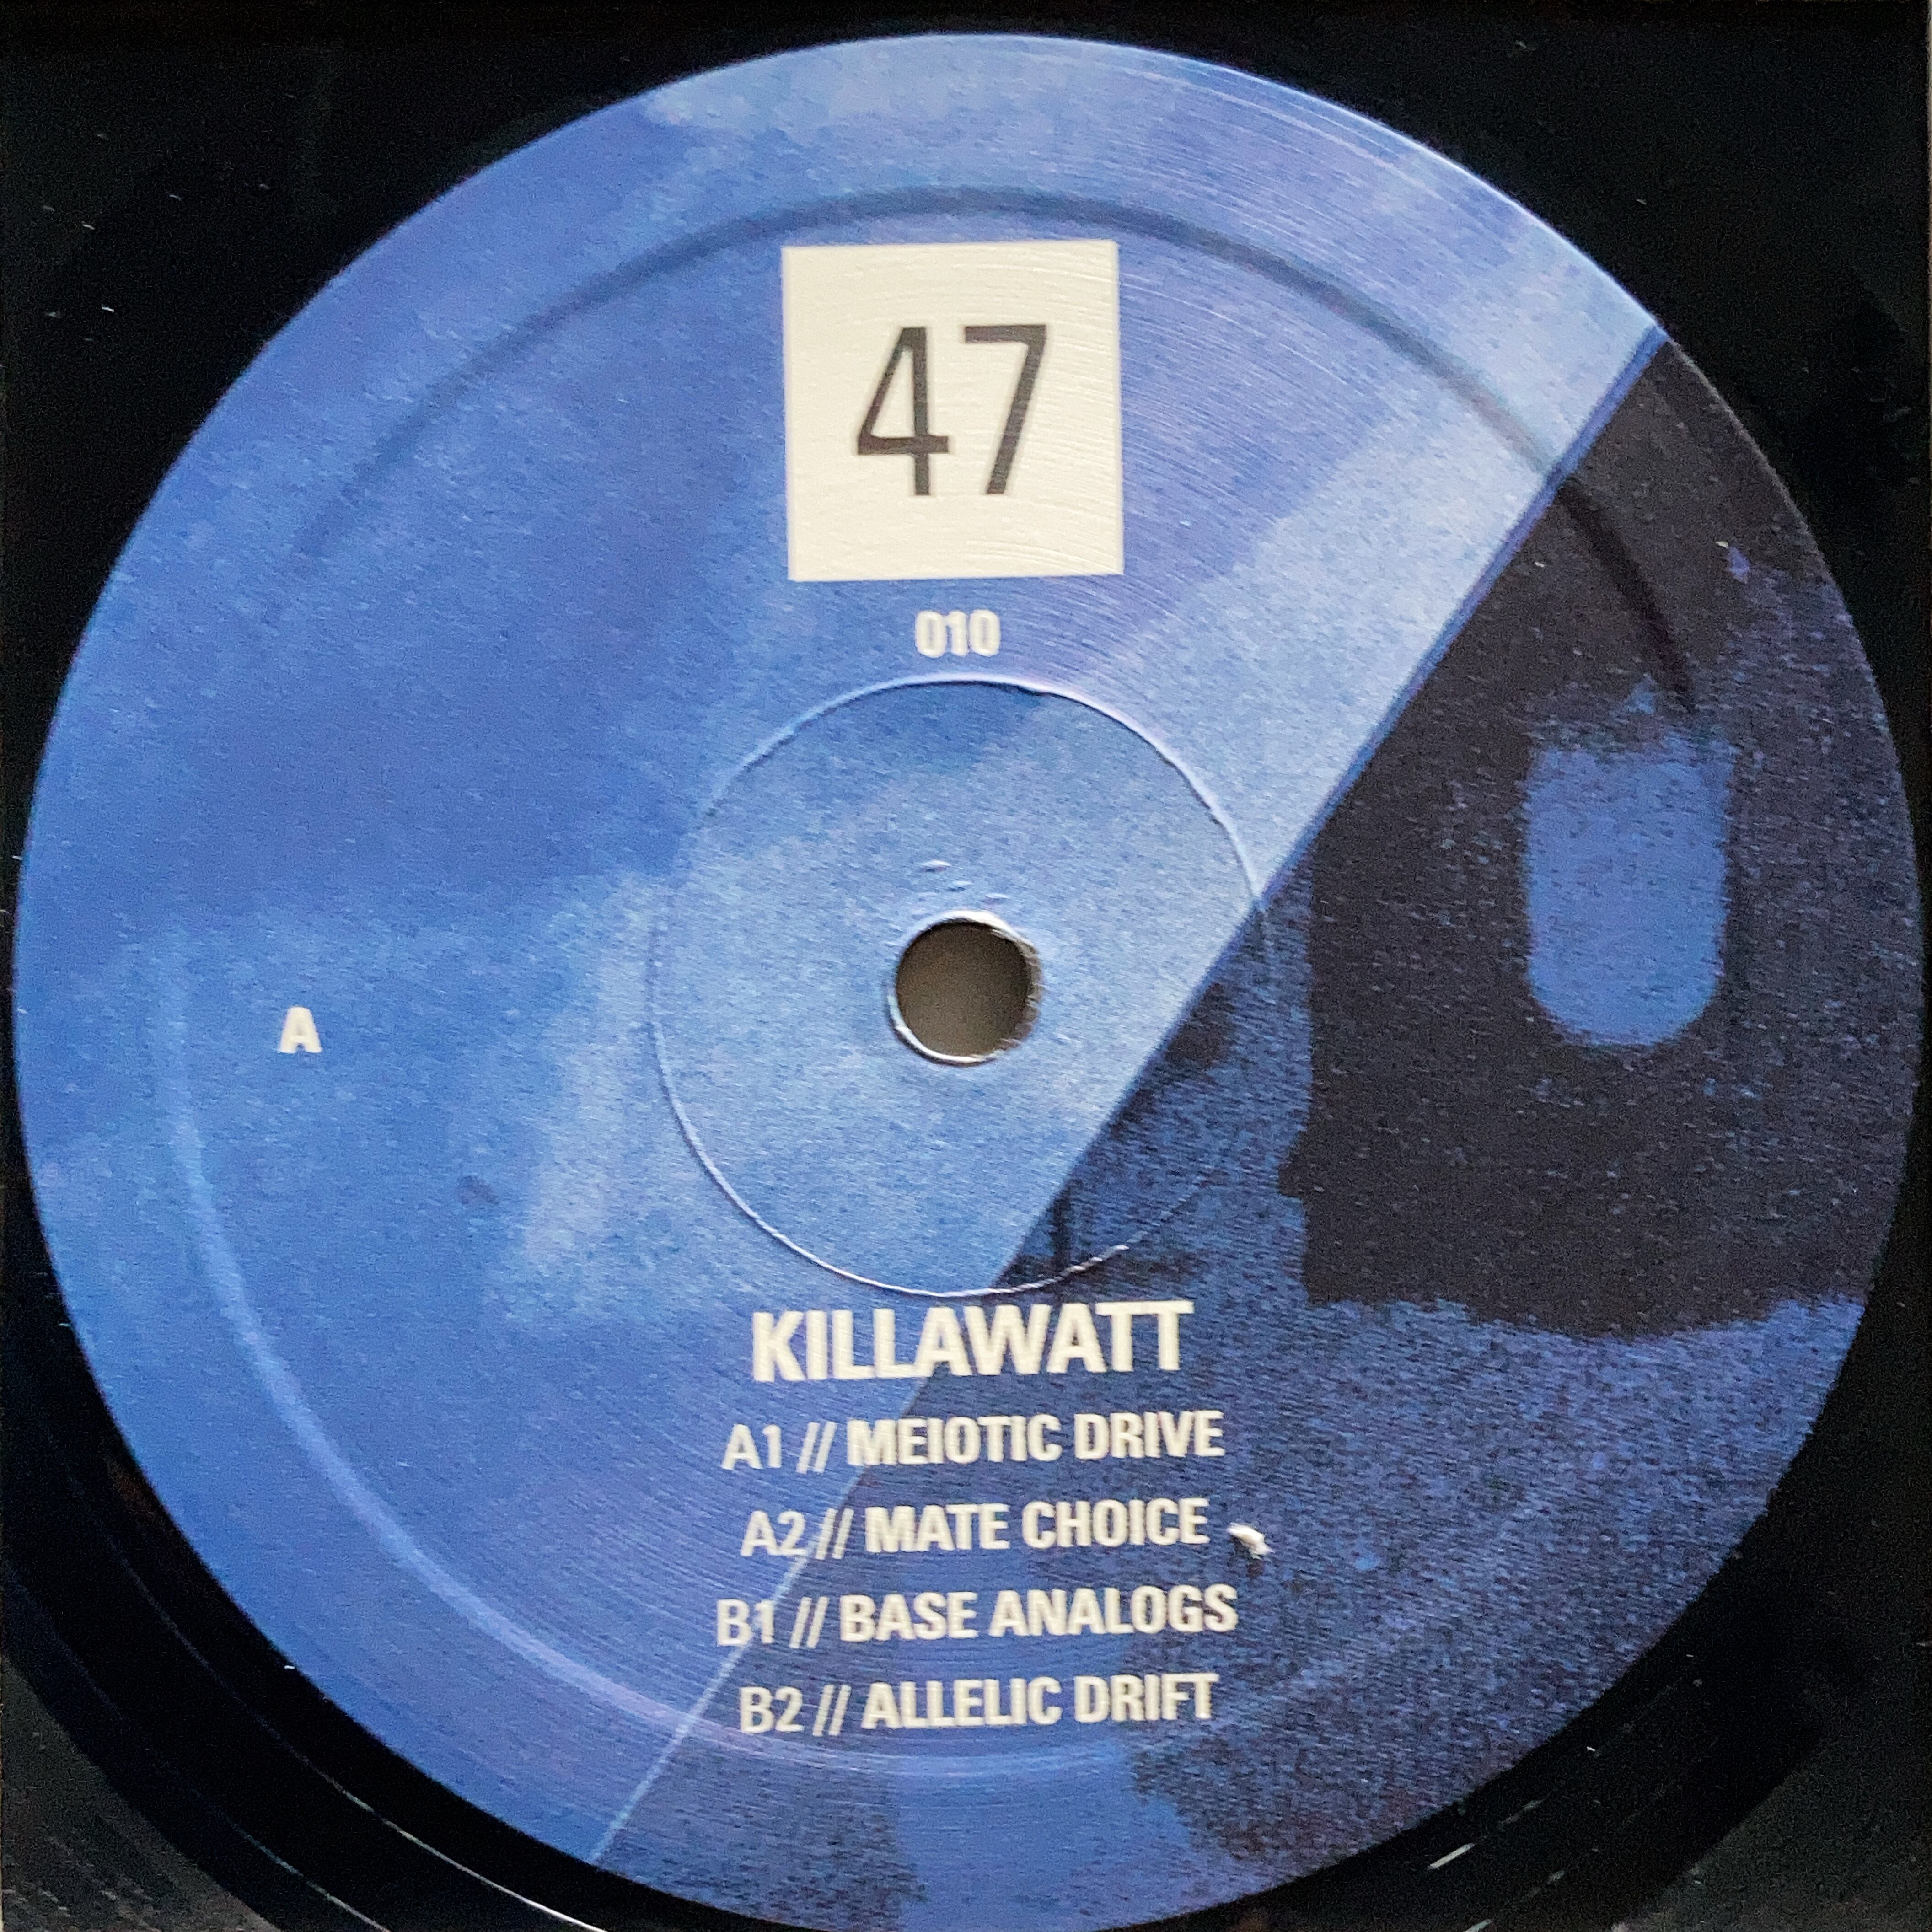 47
010
A
KILLAWATT
A1 // MEIOTIC DRIVE
A2 // MATE CHOICE
B1 // BASE ANALOGS
B2 // ALLELIC DRIFT